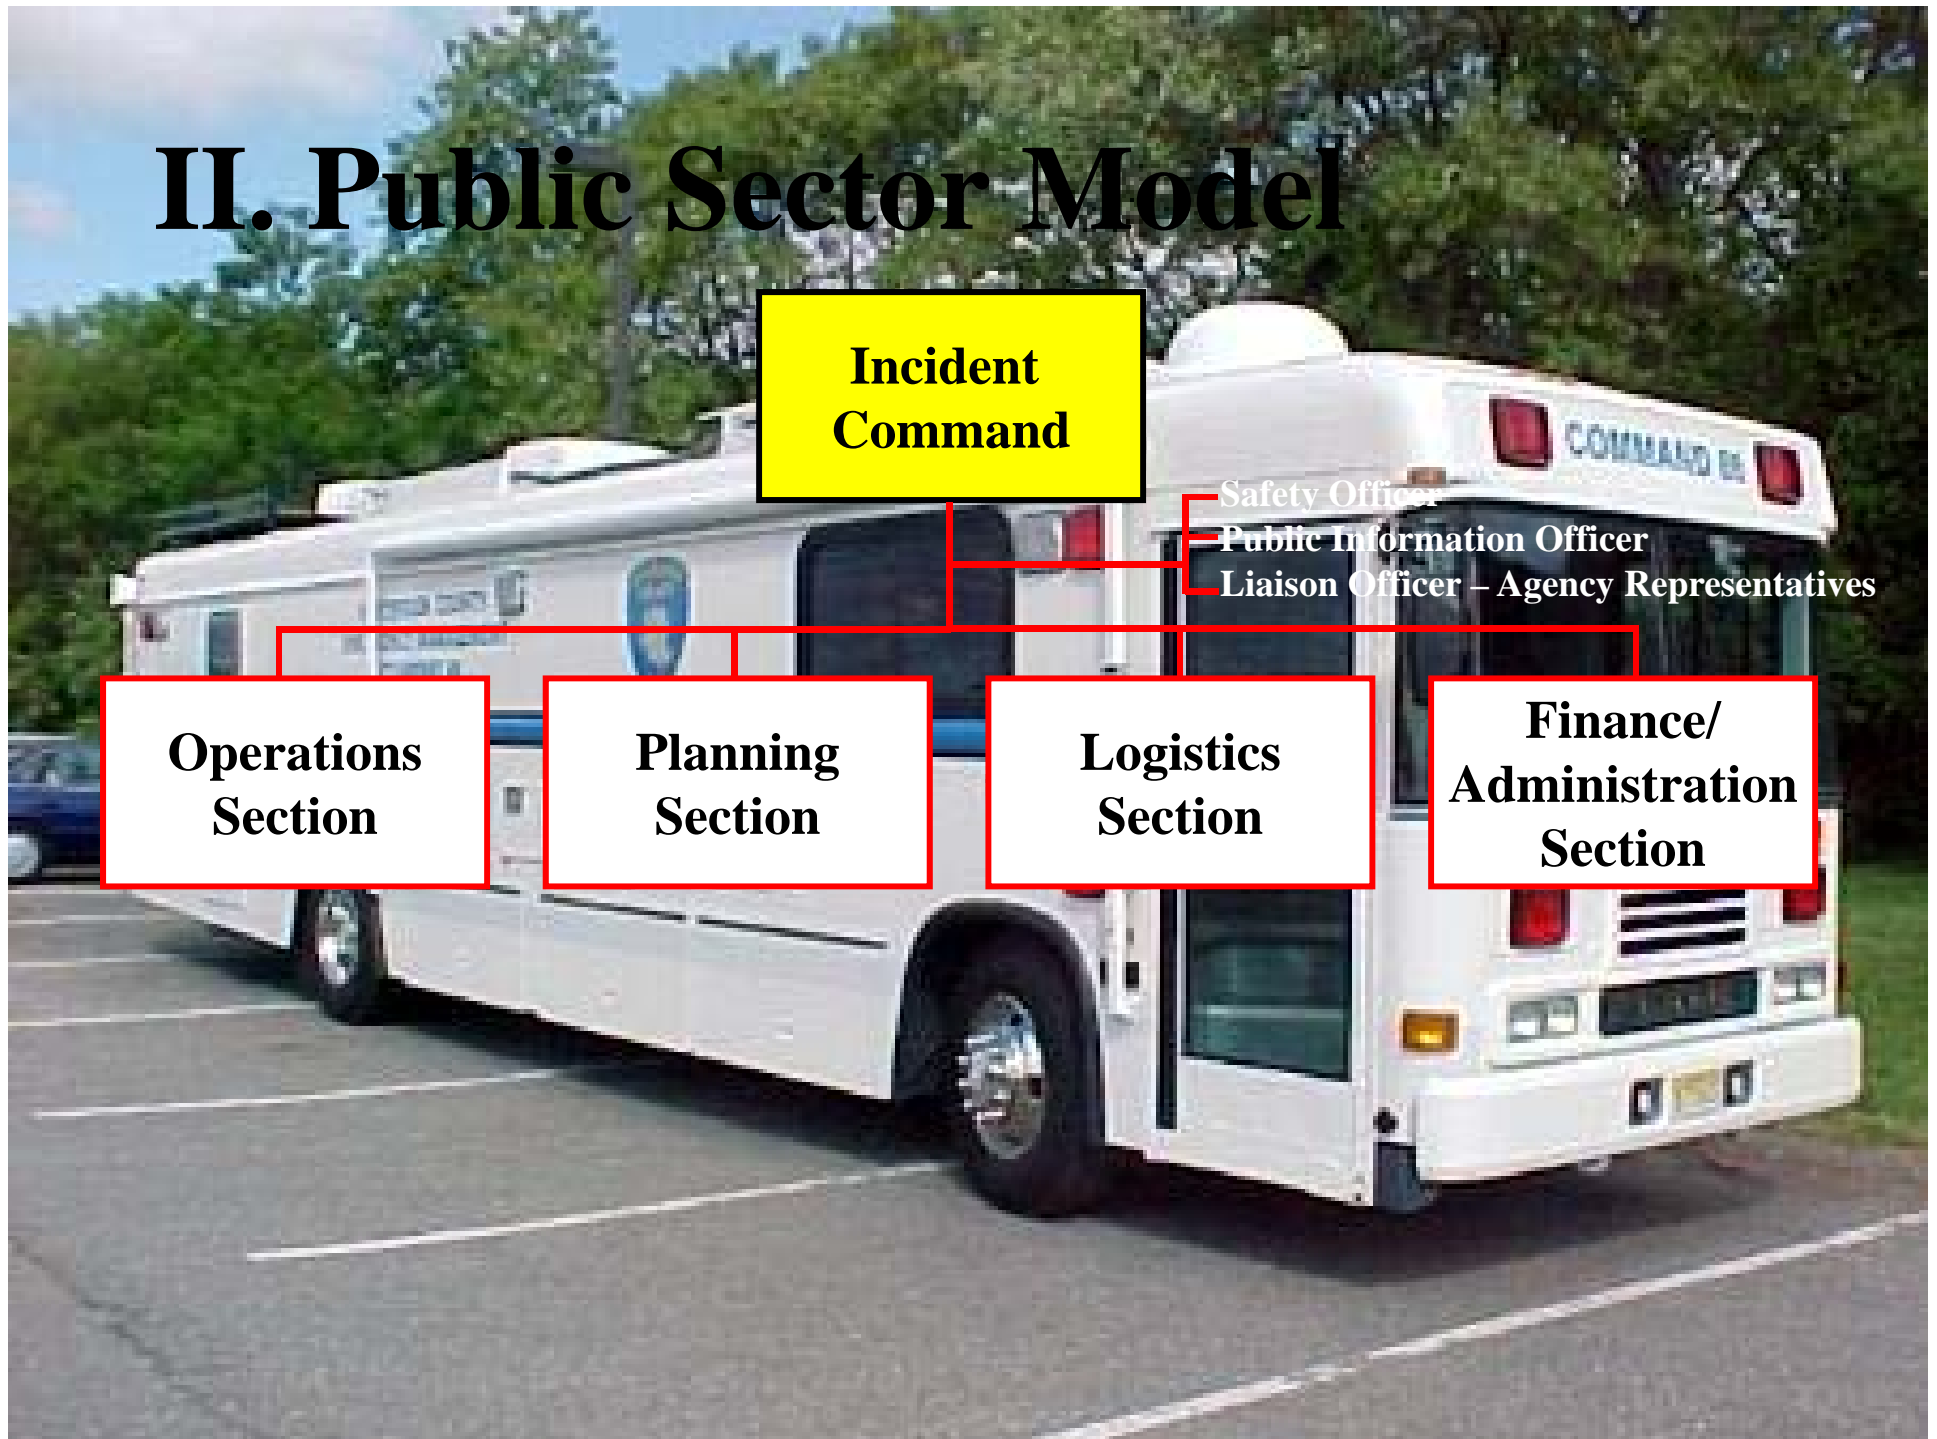 II. Public Sector Model
Incident
Command
COMMAND
Safety Officer
Public Information Officer
Liaison Officer – Agency Representatives
Operations
Section
Planning
Section
Logistics
Section
Finance/
Administration
Section